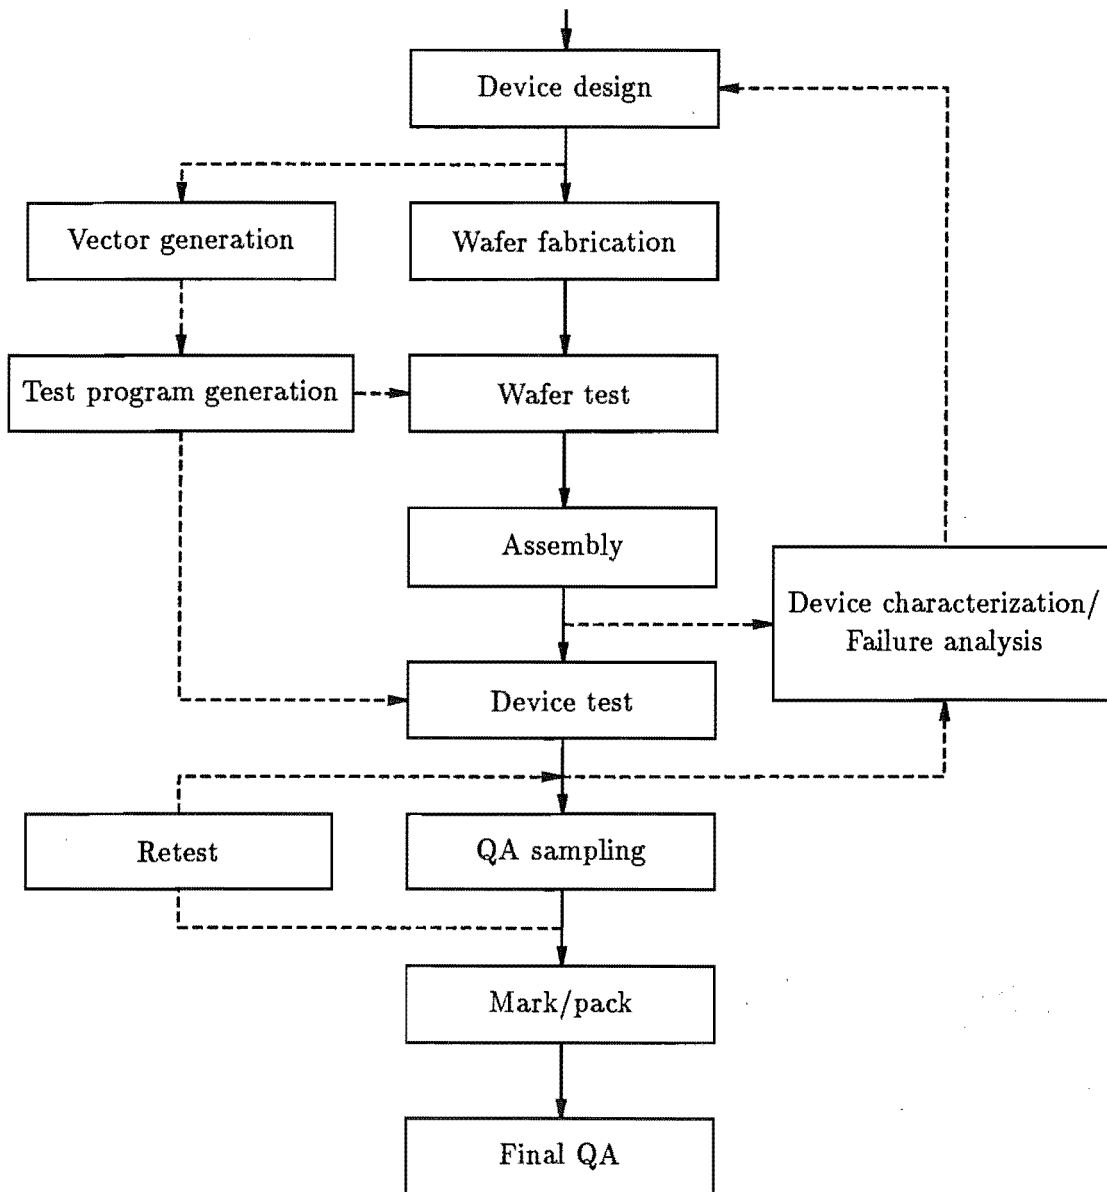 Device design
Vector generation
Wafer fabrication
Test program generation
Wafer test
Assembly
Device characterization/
Failure analysis
Device test
Retest
QA sampling
Mark/pack
Final QA